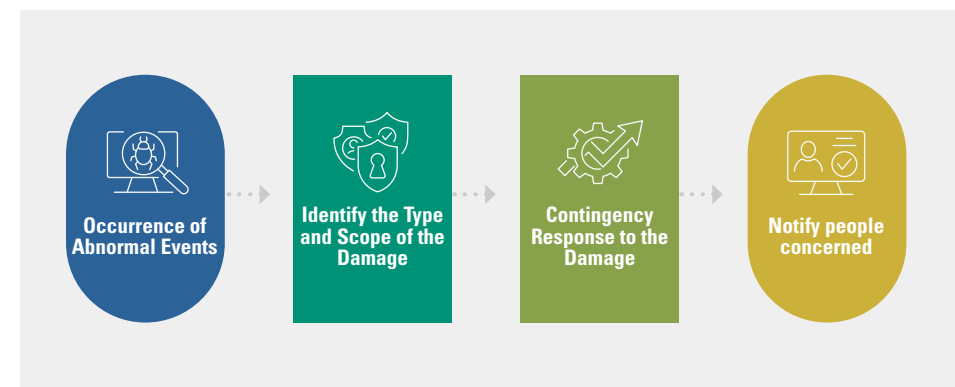 Occurrence of
Abnormal Events
Identify the Type
and Scope of the
Damage
Contingency
Response to the
Damage
Notify people
concerned